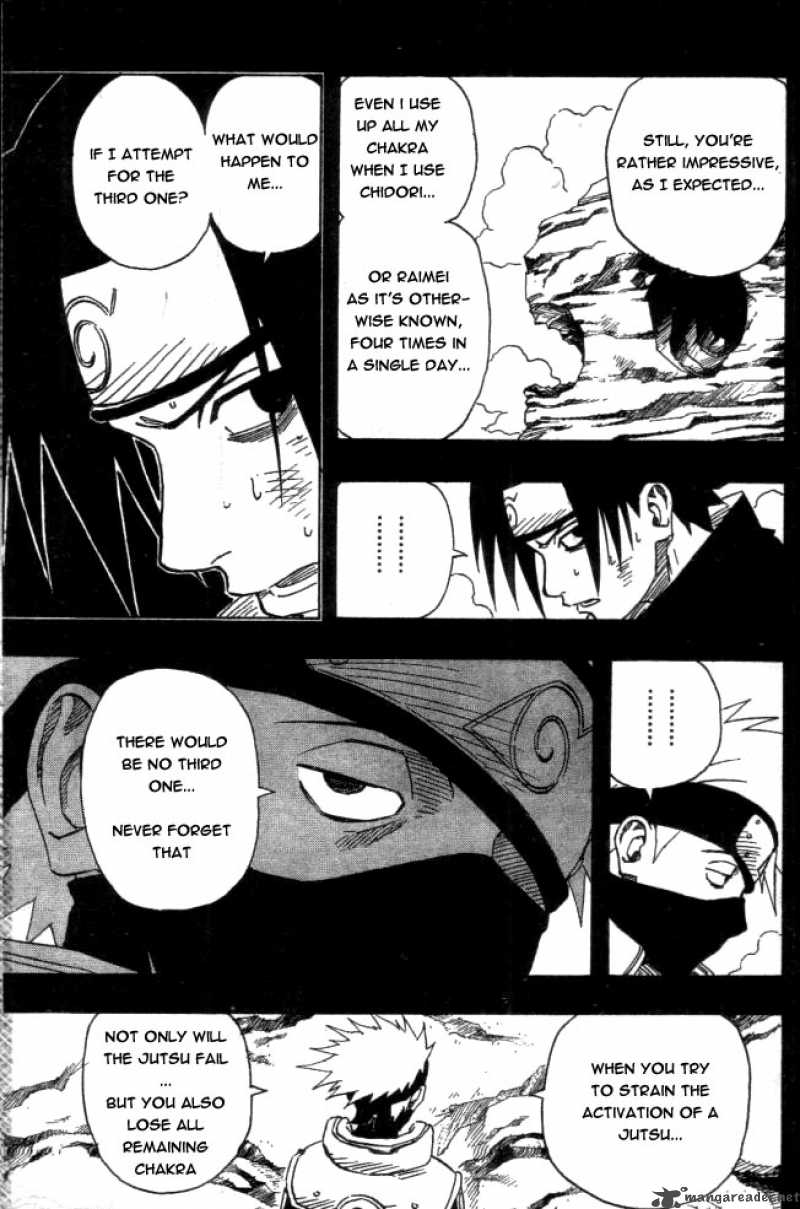 STILL, YOU'RE
RATHER IMPRESSIVE,
AS I EXPECTED...
EVEN I USE
UP ALL MY
CHAKRA
WHEN I USE
CHIDORI...
OR RAIMEI
AS IT'S OTHER-
WISE KNOWN,
FOUR TIMES IN
A SINGLE DAY...
WHAT WOULD
HAPPEN TO
ME...
IF I ATTEMPT
FOR THE
THIRD ONE?
.........
.........
THERE WOULD
BE NO THIRD
ONE...
NEVER FORGET
THAT
WHEN YOU TRY
TO STRAIN THE
ACTIVATION OF A
JUTSU...
NOT ONLY WILL
THE JUTSU FAIL
...
BUT YOU ALSO
LOSE ALL
REMAINING
CHAKRA
mangareader.net